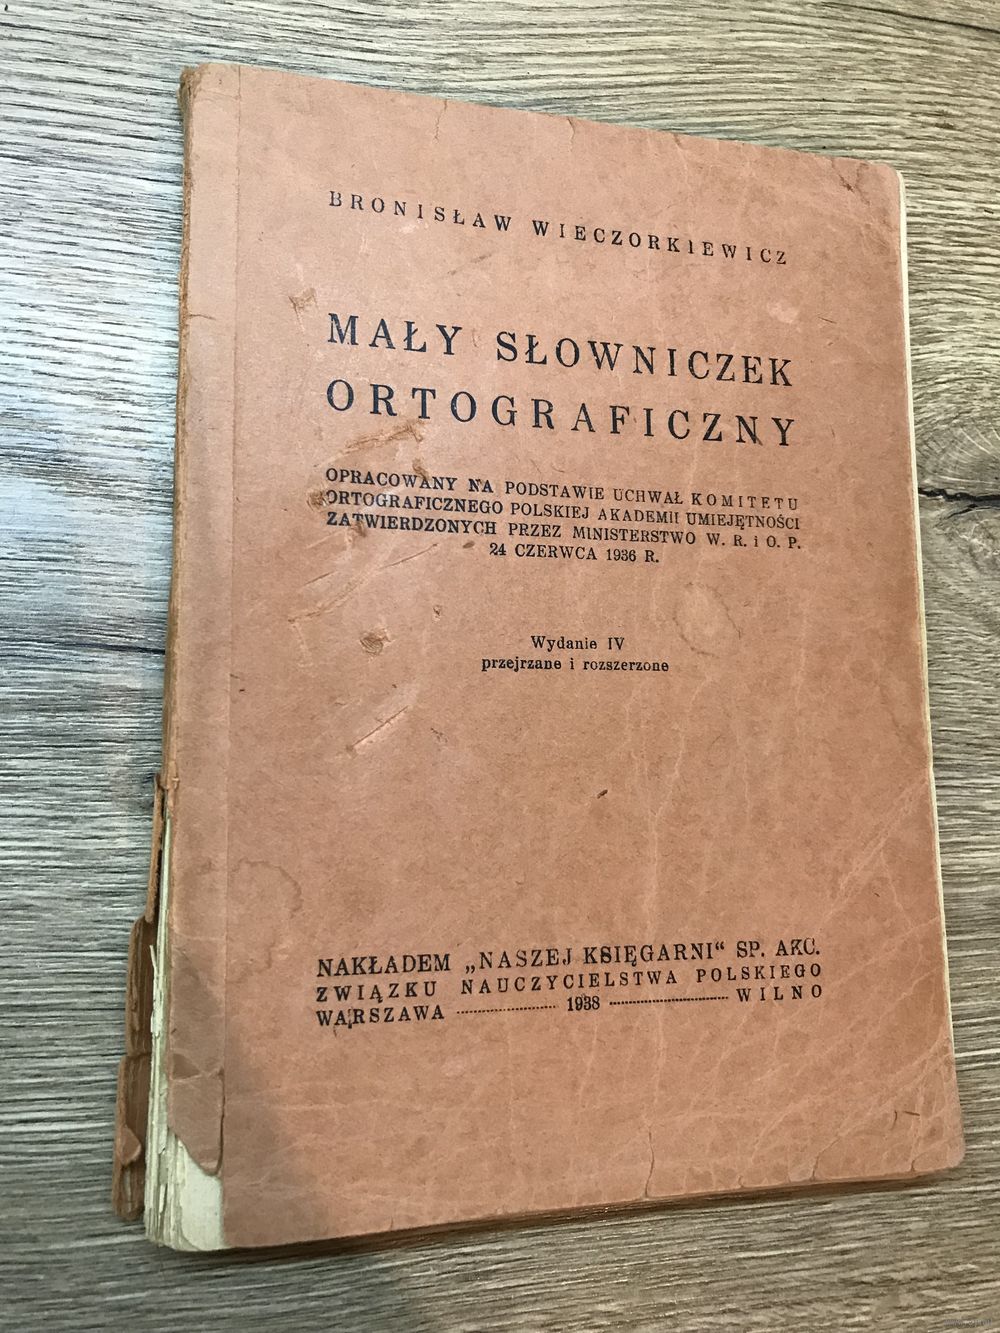 BRONISŁAW WIECZORKIEWICZ
MAŁY SŁOWNICZEK
ORTOGRAFICZNY
OPRACOWANY NA PODSTAWIE UCHWAŁ KOMITETU
ORTOGRAFICZNEGO POLSKIEJ AKADEMII UMIEJĘTNOŚCI
ZATWIERDZONYCH PRZEZ MINISTERSTWO W. R. i O. P.
24 CZERWCA 1936 R.
Wydanie IV
przejrzane i rozszerzone
NAKŁADEM „NASZEJ KSIĘGARNI“ SP. AKC.
ZWIĄZKU NAUCZYCIELSTWA POLSKIEGO
WARSZAWA 1938 WILNO